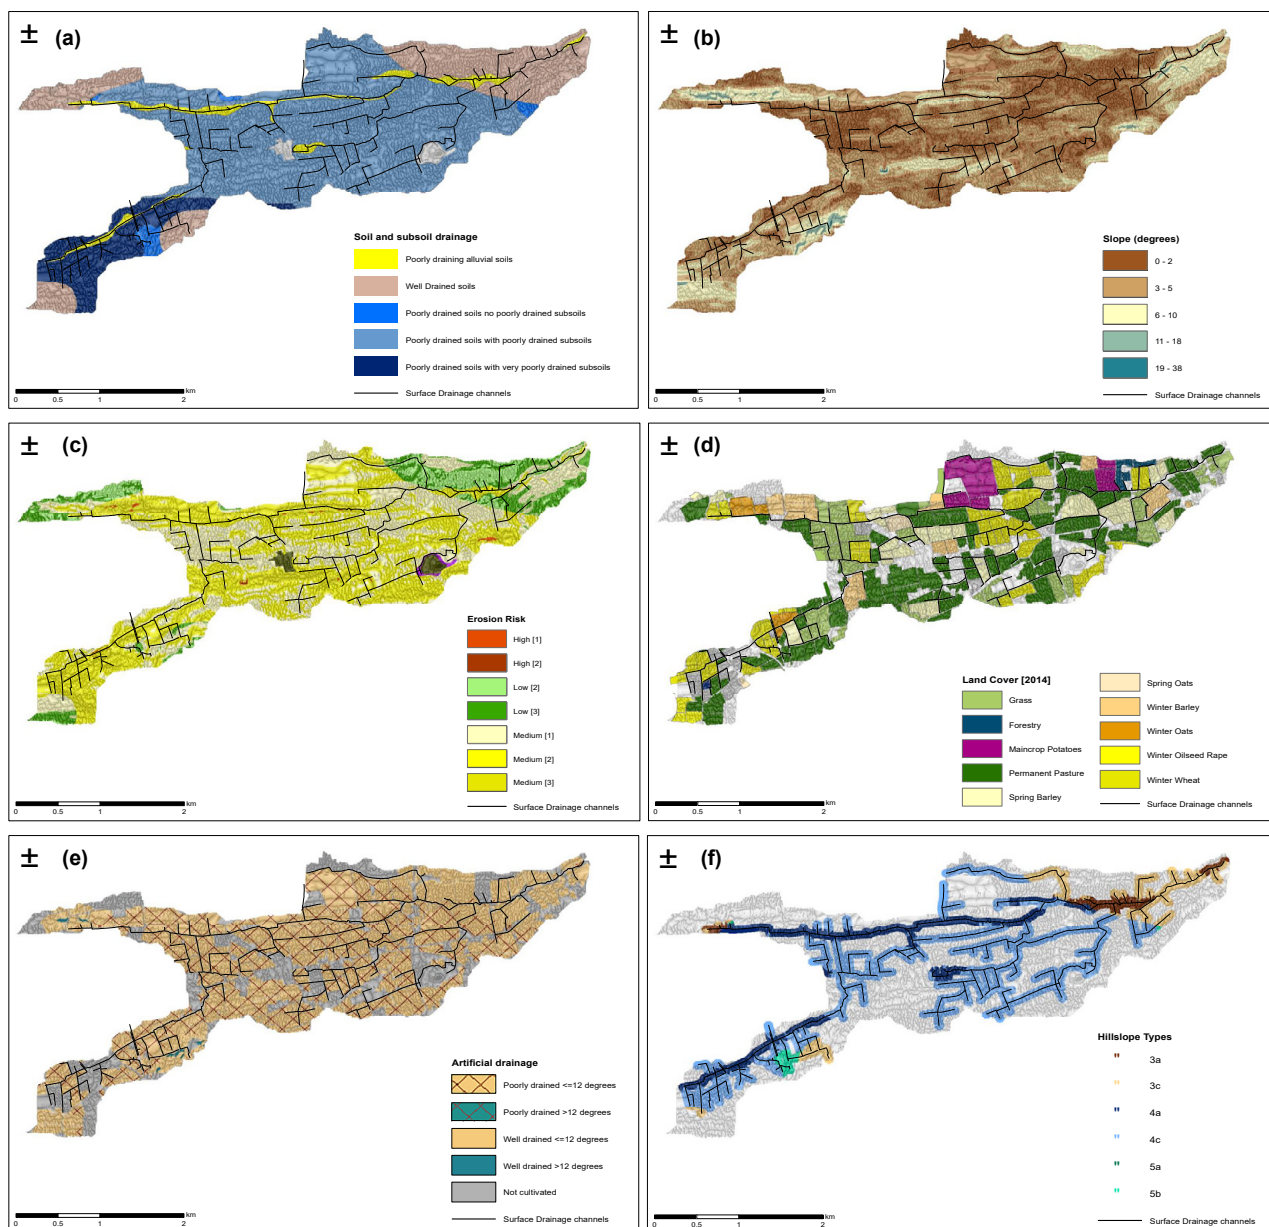 ± (a)
Soil and subsoil drainage
Poorly draining alluvial soils
Well Drained soils
Poorly drained soils no poorly drained subsoils
Poorly drained soils with poorly drained subsoils
Poorly drained soils with very poorly drained subsoils
Surface Drainage channels
km
0 0.5 1 2
± (b)
Slope (degrees)
0 - 2
3 - 5
6 - 10
11 - 18
19 - 38
Surface Drainage channels
km
0 0.5 1 2
± (c)
Erosion Risk
High [1]
High [2]
Low [2]
Low [3]
Medium [1]
Medium [2]
Medium [3]
Surface Drainage channels
km
0 0.5 1 2
± (d)
Land Cover [2014]
Grass
Forestry
Maincrop Potatoes
Permanent Pasture
Spring Barley
Spring Oats
Winter Barley
Winter Oats
Winter Oilseed Rape
Winter Wheat
Surface Drainage channels
km
0 0.5 1 2
± (e)
Artificial drainage
Poorly drained <=12 degrees
Poorly drained >12 degrees
Well drained <=12 degrees
Well drained >12 degrees
Not cultivated
Surface Drainage channels
km
0 0.5 1 2
± (f)
Hillslope Types
" 3a
" 3c
" 4a
" 4c
" 5a
" 5b
Surface Drainage channels
km
0 0.5 1 2